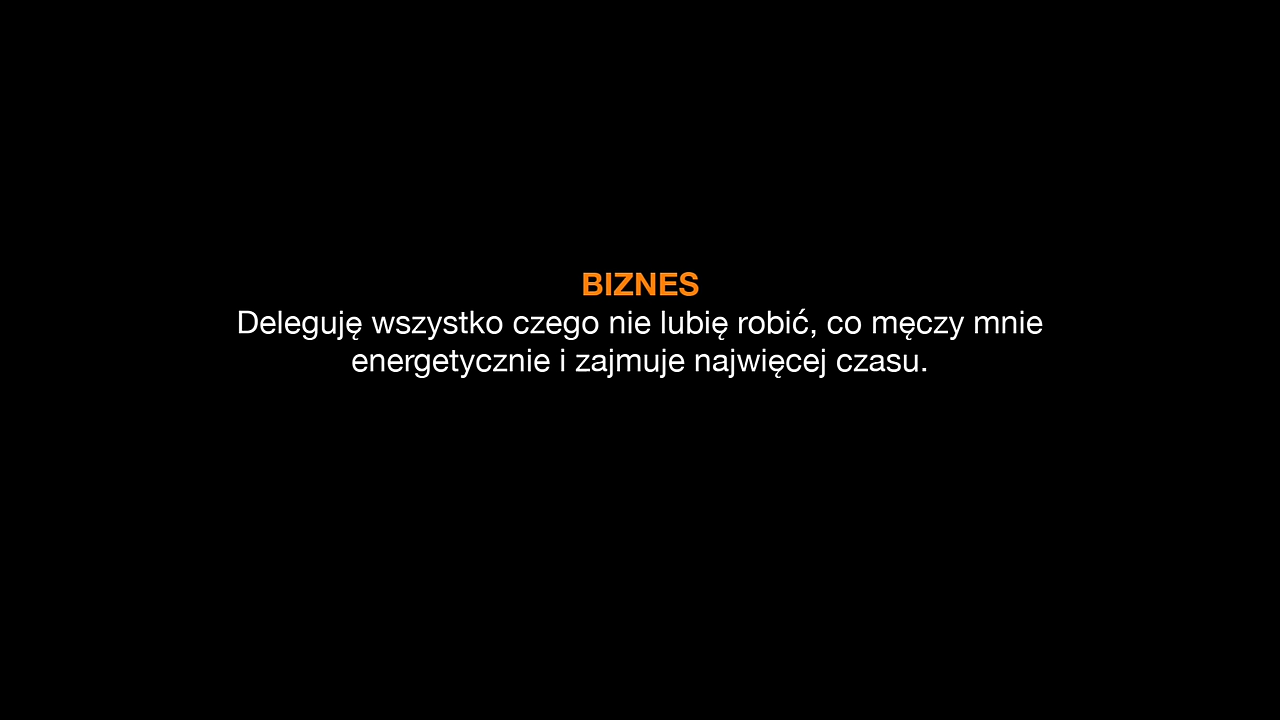 BIZNES
Deleguję wszystko czego nie lubię robić, co męczy mnie
energetycznie i zajmuje najwięcej czasu.